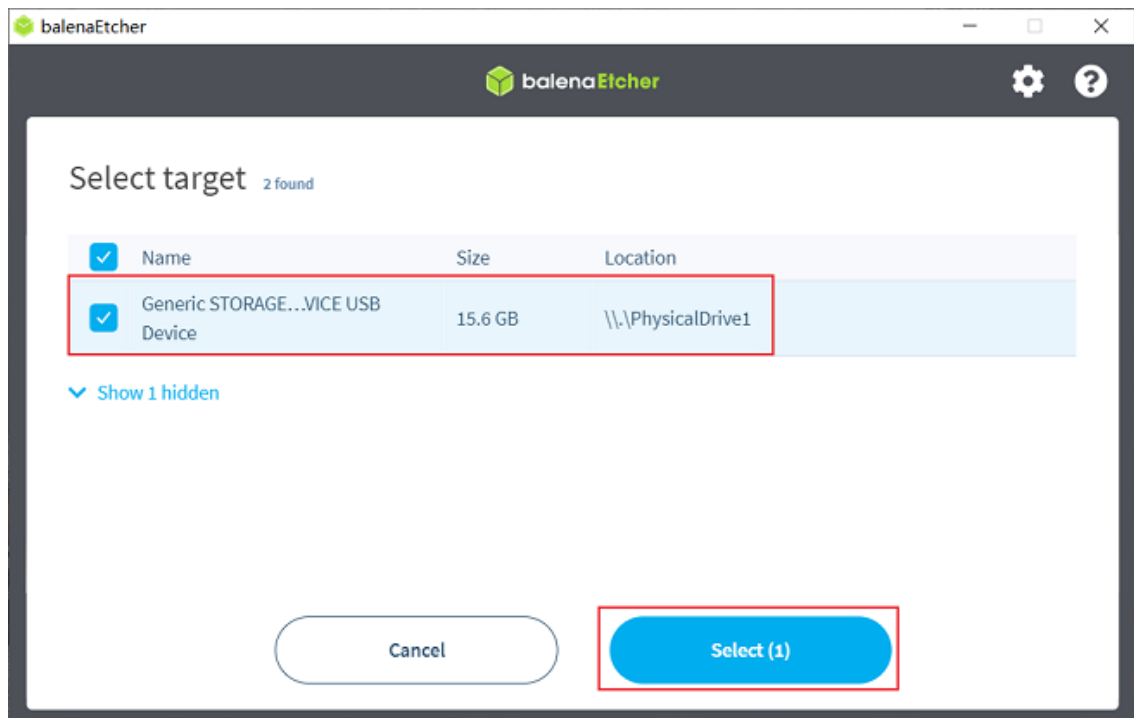 balenaEtcher
balenaEtcher
Select target 2 found
Name Size Location
Generic STORAGE...VICE USB
Device 15.6 GB \\.\PhysicalDrive1
Show 1 hidden
Cancel Select (1)